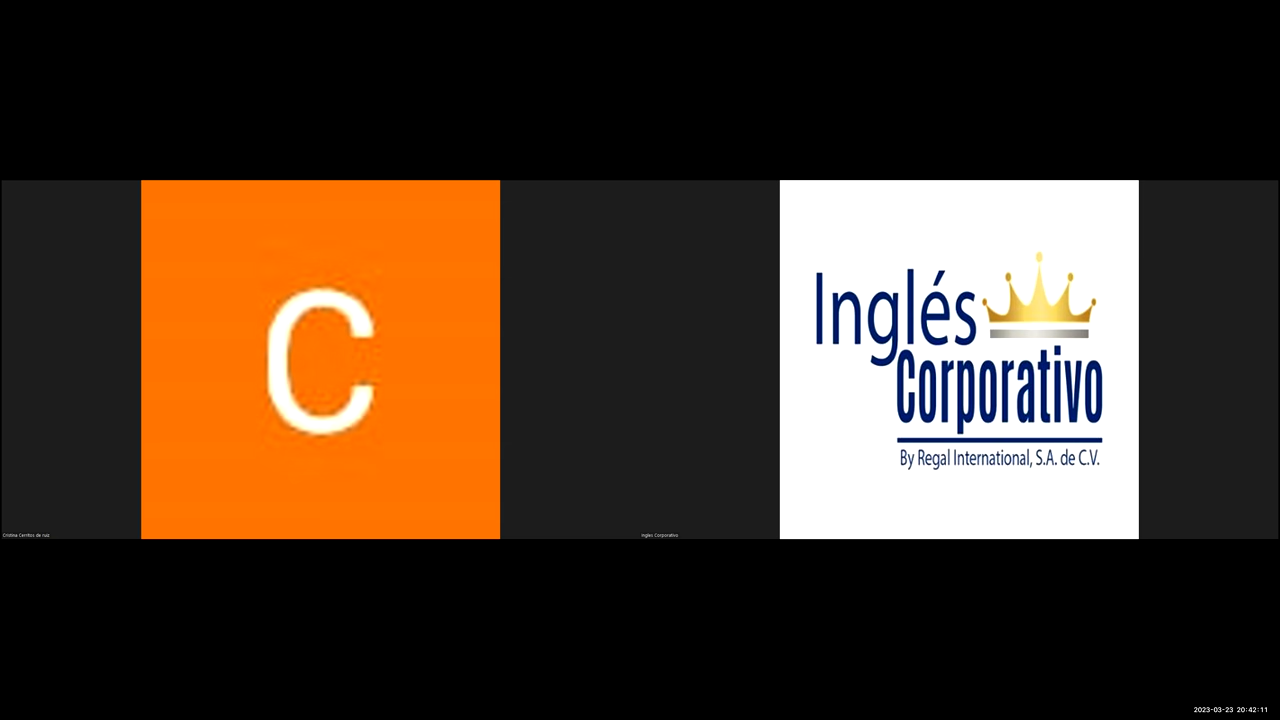 C
Inglés
Corporativo
By Regal International, S.A. de C.V.
Cristina Cerritos de ruiz
Ingles Corporativo
2023-03-23 20:42:11